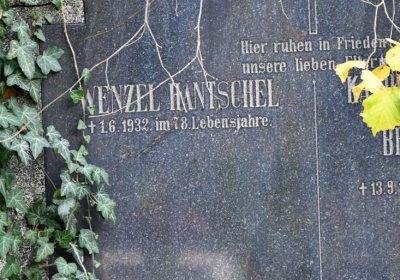 Hier ruhen in Frieden
unsere lieben
WENZEL HANTSCHEL
✝ 1.6.1932. im 78. Lebensjahre.
✝ 13.9.